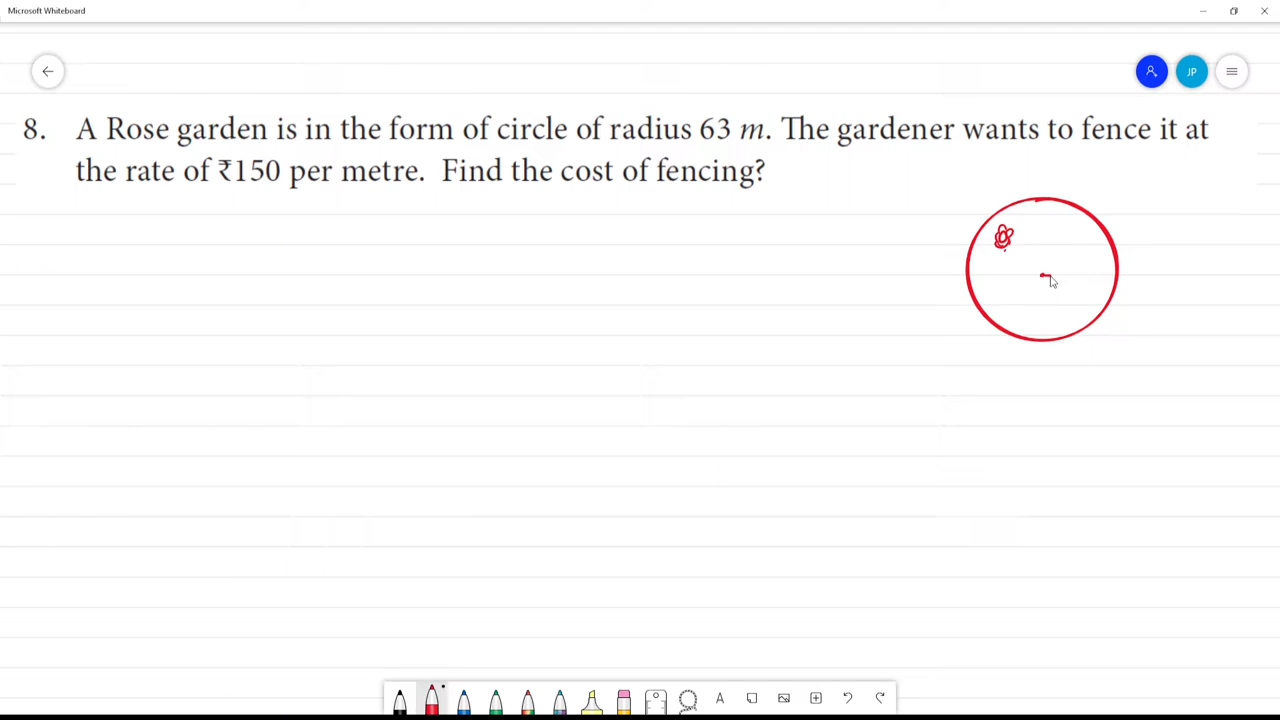 Microsoft Whiteboard
JP
8. A Rose garden is in the form of circle of radius 63 m. The gardener wants to fence it at
the rate of ₹150 per metre. Find the cost of fencing?
A